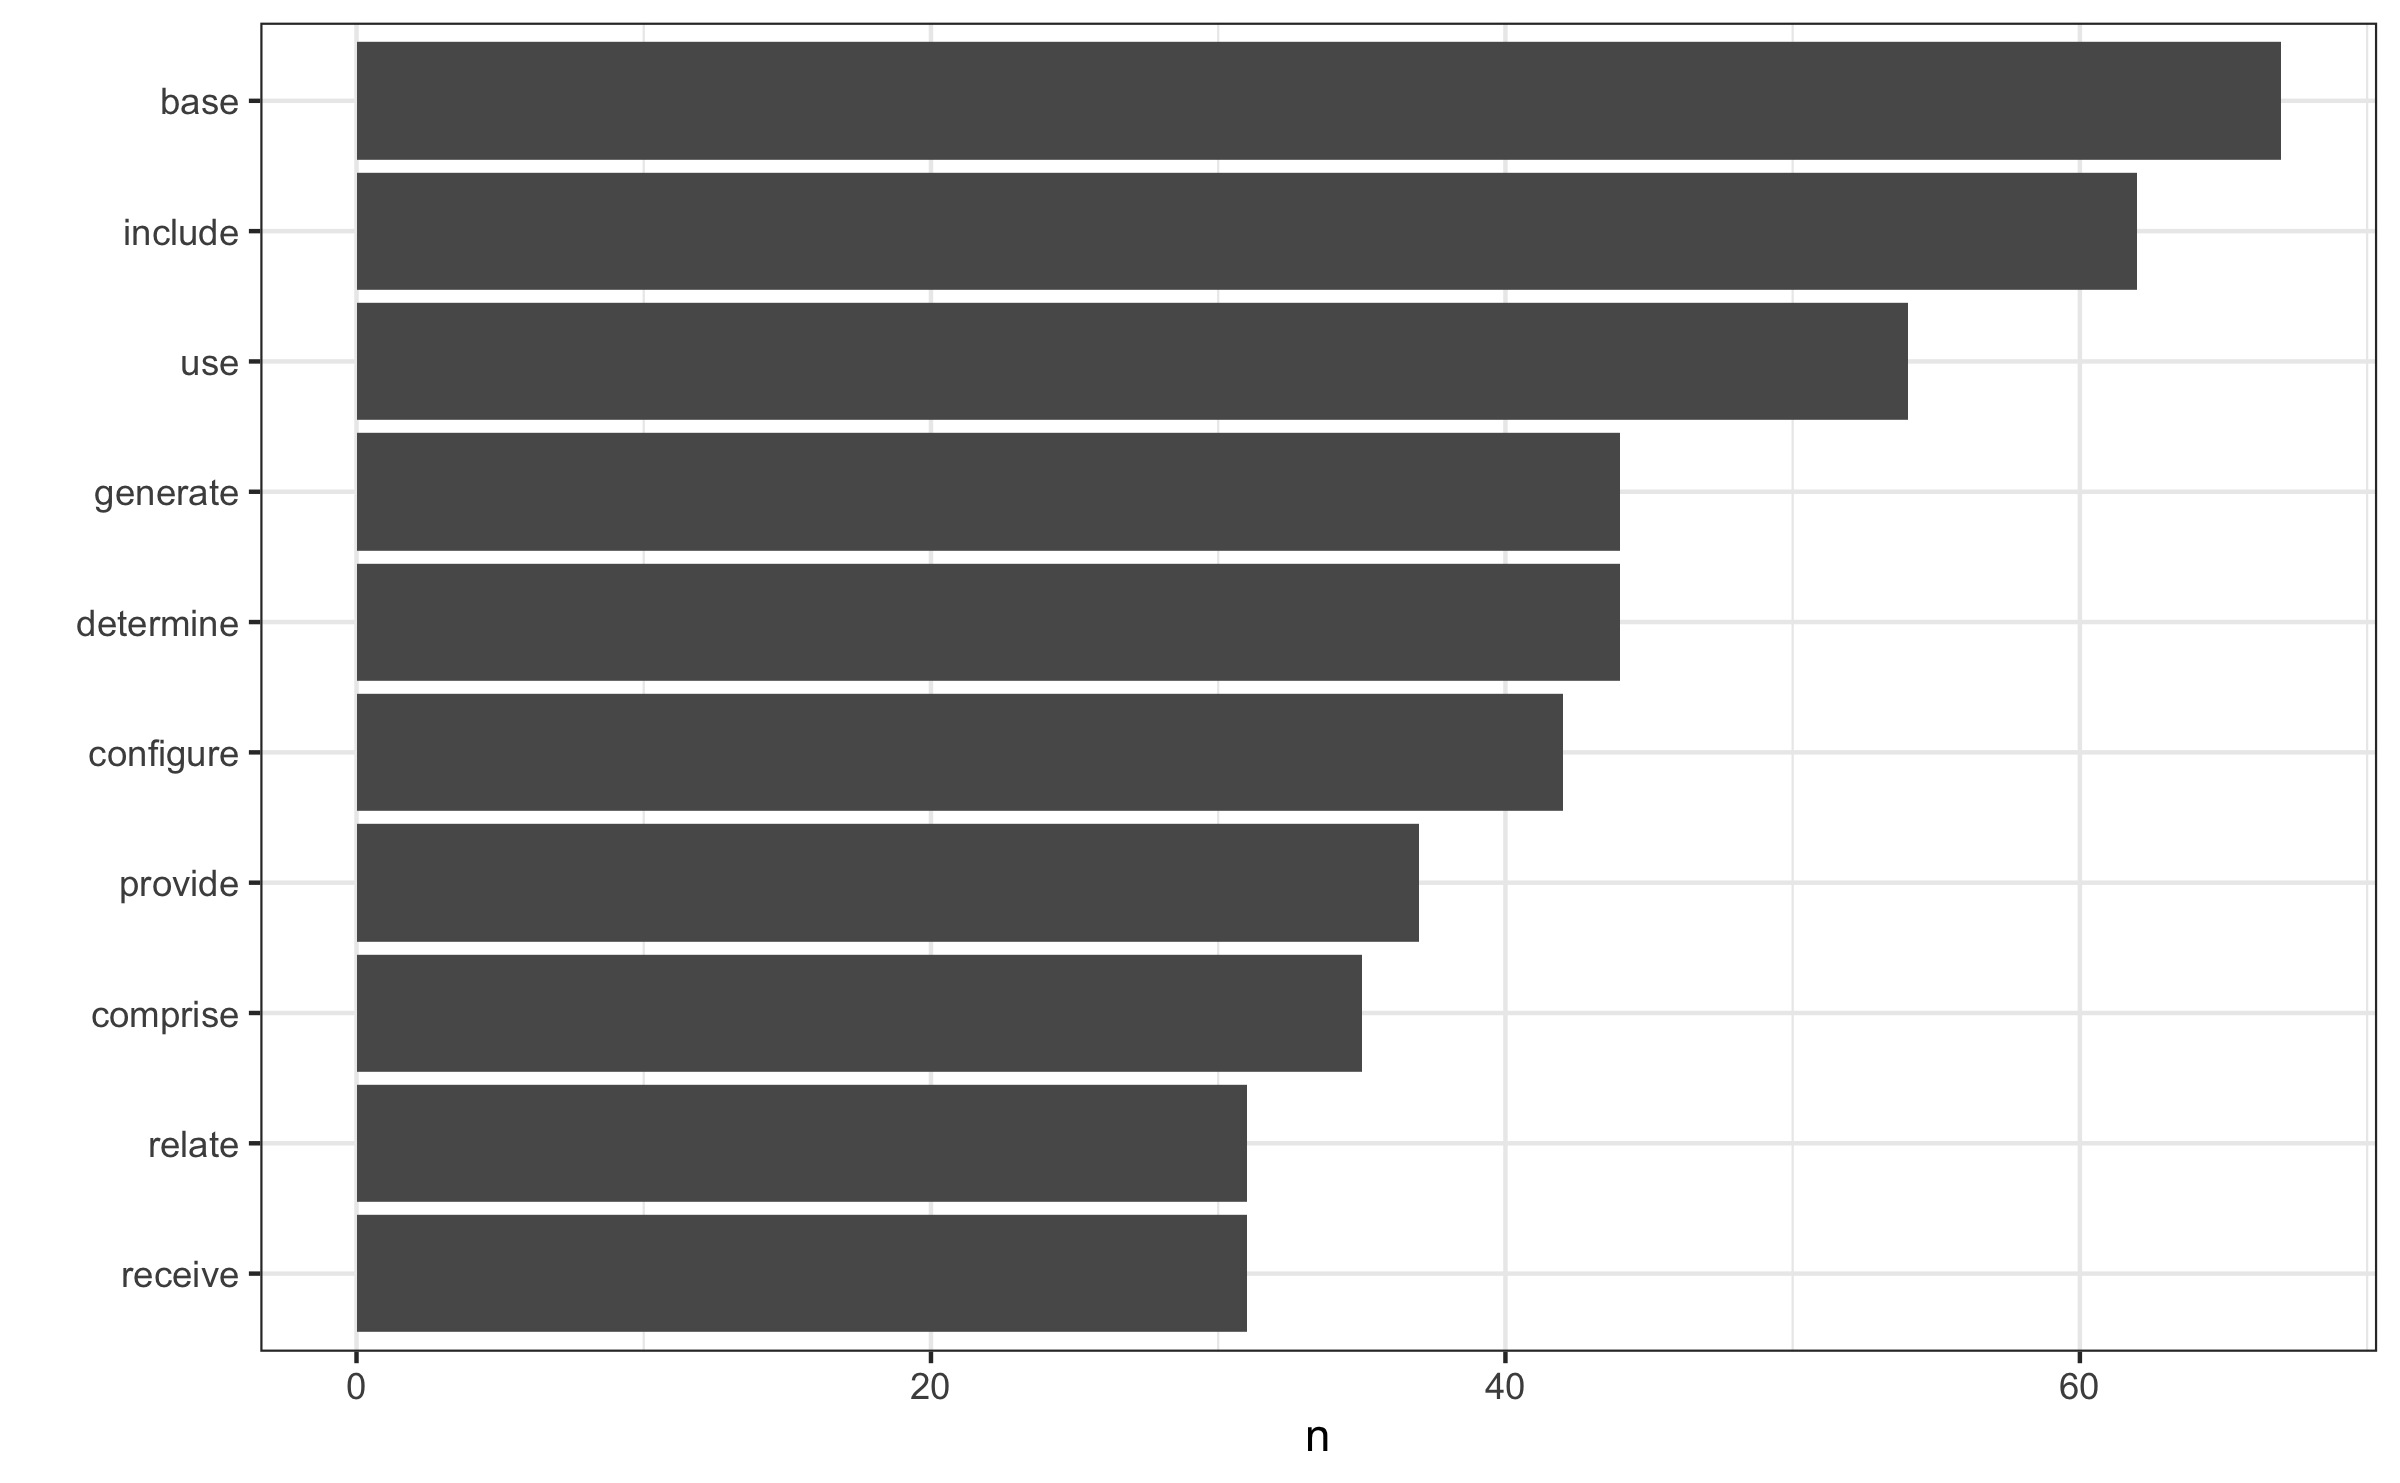 base
include
use
generate
determine
configure
provide
comprise
relate
receive
0 20 40 60
n